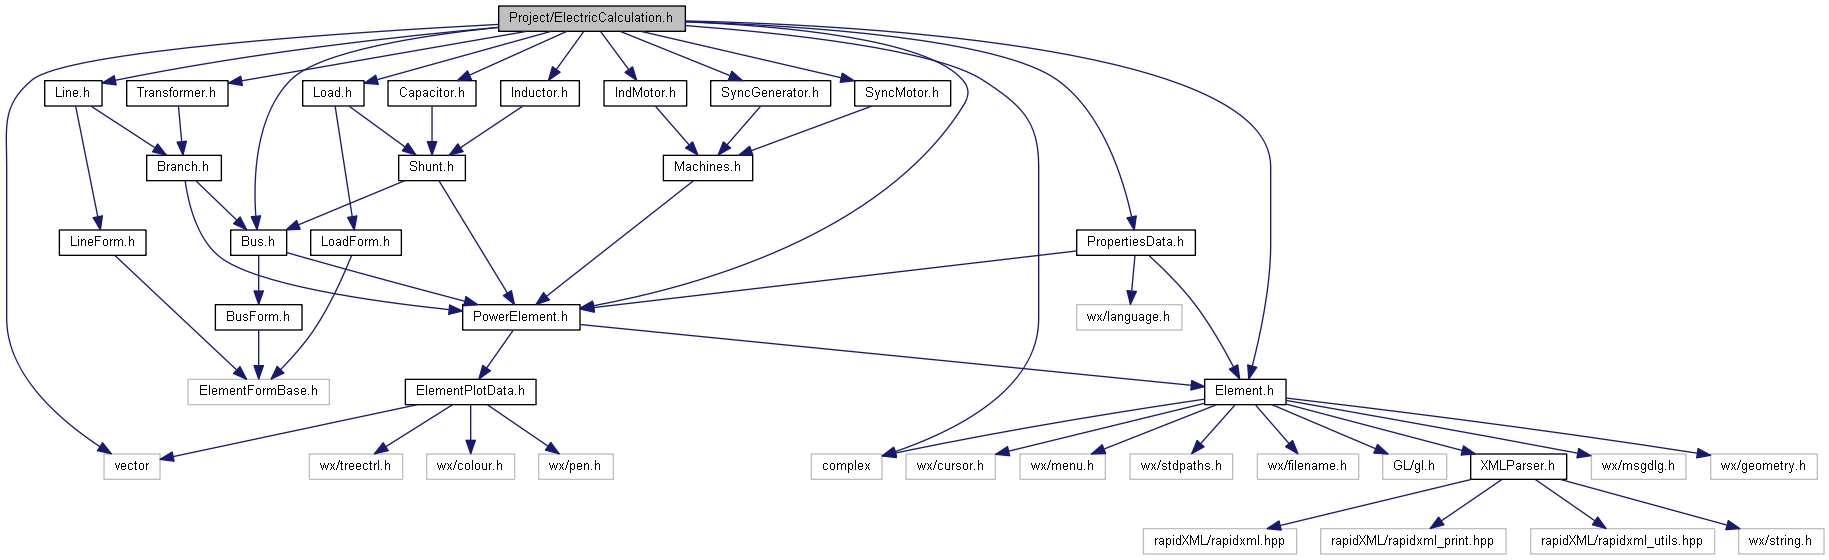 Project/ElectricCalculation.h
Line.h
Transformer.h
Load.h
Capacitor.h
Inductor.h
IndMotor.h
SyncGenerator.h
SyncMotor.h
Branch.h
Shunt.h
Machines.h
LineForm.h
Bus.h
LoadForm.h
PropertiesData.h
BusForm.h
PowerElement.h
wx/language.h
ElementFormBase.h
ElementPlotData.h
Element.h
vector
wx/treectrl.h
wx/colour.h
wx/pen.h
complex
wx/cursor.h
wx/menu.h
wx/stdpaths.h
wx/filename.h
GL/gl.h
XMLParser.h
wx/msgdlg.h
wx/geometry.h
rapidXML/rapidxml.hpp
rapidXML/rapidxml_print.hpp
rapidXML/rapidxml_utils.hpp
wx/string.h